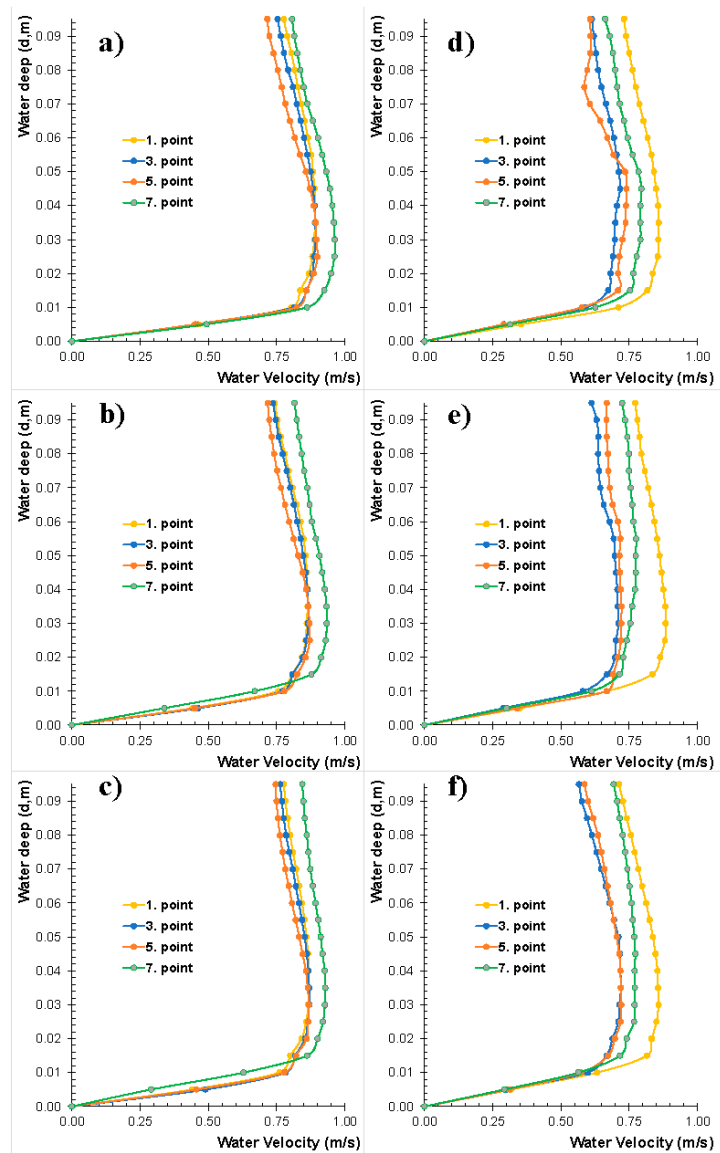 a)
Water deep (d,m)
0.09
0.08
0.07
0.06
0.05
0.04
0.03
0.02
0.01
0.00
1. point
3. point
5. point
7. point
0.00
0.25
0.50
0.75
1.00
Water Velocity (m/s)
d)
Water deep (d,m)
0.09
0.08
0.07
0.06
0.05
0.04
0.03
0.02
0.01
0.00
1. point
3. point
5. point
7. point
0.00
0.25
0.50
0.75
1.00
Water Velocity (m/s)
b)
Water deep (d,m)
0.09
0.08
0.07
0.06
0.05
0.04
0.03
0.02
0.01
0.00
1. point
3. point
5. point
7. point
0.00
0.25
0.50
0.75
1.00
Water Velocity (m/s)
e)
Water deep (d,m)
0.09
0.08
0.07
0.06
0.05
0.04
0.03
0.02
0.01
0.00
1. point
3. point
5. point
7. point
0.00
0.25
0.50
0.75
1.00
Water Velocity (m/s)
c)
Water deep (d,m)
0.09
0.08
0.07
0.06
0.05
0.04
0.03
0.02
0.01
0.00
1. point
3. point
5. point
7. point
0.00
0.25
0.50
0.75
1.00
Water Velocity (m/s)
f)
Water deep (d,m)
0.09
0.08
0.07
0.06
0.05
0.04
0.03
0.02
0.01
0.00
1. point
3. point
5. point
7. point
0.00
0.25
0.50
0.75
1.00
Water Velocity (m/s)